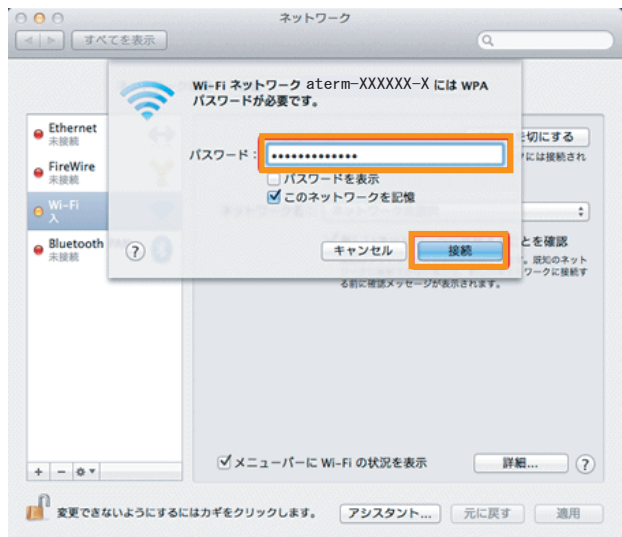 ネットワーク
すべてを表示
Wi-Fi ネットワーク aterm-XXXXXX-X には WPA
パスワードが必要です。
Ethernet
未接続
を切にする
パスワード：•••••••••••••
には接続され
FireWire
未接続
パスワードを表示
このネットワークを記憶
Wi-Fi
入
Bluetooth
未接続
? キャンセル 接続
とを確認
。既知のネット
ワークに接続す
る前に確認メッセージが表示されます。
メニューバーに Wi-Fi の状況を表示
詳細... ?
+ −
変更できないようにするにはカギをクリックします。
アシスタント... 元に戻す 適用